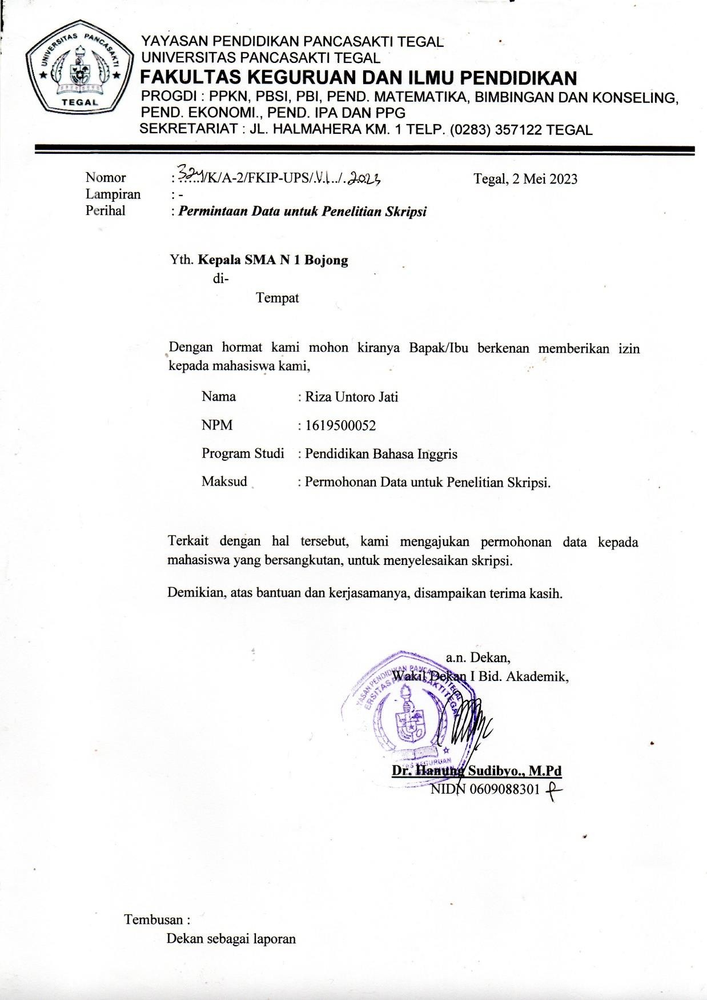 UNIVERSITAS PANCASAKTI
TEGAL
YAYASAN PENDIDIKAN PANCASAKTI TEGAL
UNIVERSITAS PANCASAKTI TEGAL
FAKULTAS KEGURUAN DAN ILMU PENDIDIKAN
PROGDI : PPKN, PBSI, PBI, PEND. MATEMATIKA, BIMBINGAN DAN KONSELING,
PEND. EKONOMI., PEND. IPA DAN PPG
SEKRETARIAT : JL. HALMAHERA KM. 1 TELP. (0283) 357122 TEGAL
Nomor : /K/A-2/FKIP-UPS/.VI../.2023 Tegal, 2 Mei 2023
Lampiran : -
Perihal : Permintaan Data untuk Penelitian Skripsi
Yth. Kepala SMA N 1 Bojong
di-
Tempat
Dengan hormat kami mohon kiranya Bapak/Ibu berkenan memberikan izin
kepada mahasiswa kami,
Nama : Riza Untoro Jati
NPM : 1619500052
Program Studi : Pendidikan Bahasa Inggris
Maksud : Permohonan Data untuk Penelitian Skripsi.
Terkait dengan hal tersebut, kami mengajukan permohonan data kepada
mahasiswa yang bersangkutan, untuk menyelesaikan skripsi.
Demikian, atas bantuan dan kerjasamanya, disampaikan terima kasih.
a.n. Dekan,
Wakil Dekan I Bid. Akademik,
YASAN PENDIDIKAN PANCASAKTI TEGAL
ERSITAS PANCASAKTI TEGAL
KEGURUAN
Dr. Hanung Sudibyo., M.Pd
NIDN 0609088301
Tembusan :
Dekan sebagai laporan